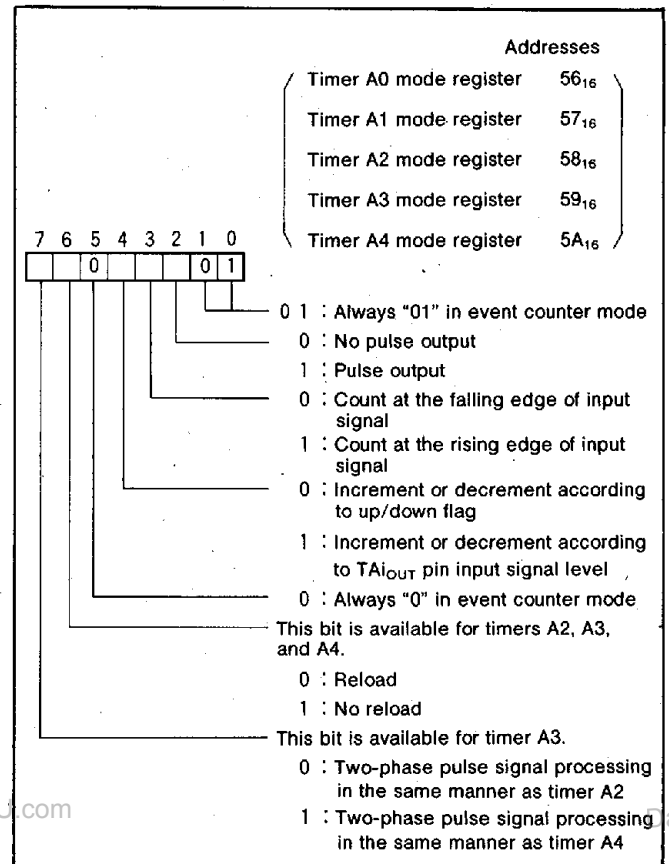 Addresses
Timer A0 mode register 56₁₆
Timer A1 mode register 57₁₆
Timer A2 mode register 58₁₆
Timer A3 mode register 59₁₆
Timer A4 mode register 5A₁₆
7 6 5 4 3 2 1 0
0 0 1
0 1 : Always "01" in event counter mode
0 : No pulse output
1 : Pulse output
0 : Count at the falling edge of input
signal
1 : Count at the rising edge of input
signal
0 : Increment or decrement according
to up/down flag
1 : Increment or decrement according
to TAiOUT pin input signal level
0 : Always "0" in event counter mode
This bit is available for timers A2, A3,
and A4.
0 : Reload
1 : No reload
This bit is available for timer A3.
0 : Two-phase pulse signal processing
in the same manner as timer A2
1 : Two-phase pulse signal processing
in the same manner as timer A4
.com